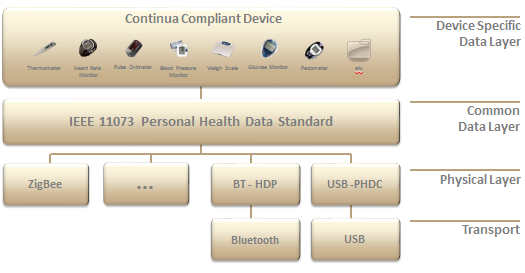 Continua Compliant Device
Device Specific
Data Layer
Thermometer
Heart Rate
Monitor
Pulse Oximeter
Blood Pressure
Monitor
Weigh Scale
Glucose Monitor
Pedometer
etc
IEEE 11073 Personal Health Data Standard
Common
Data Layer
ZigBee
...
BT - HDP
USB -PHDC
Physical Layer
Bluetooth
USB
Transport